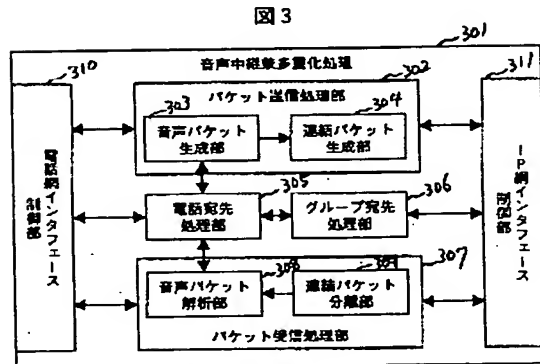 図3
301
音声中継兼多重化処理
310
311
302
パケット送信処理部
303
304
音声パケット
生成部
連結パケット
生成部
電話網インタフェース
制御部
305
306
電話宛先
処理部
グループ宛先
処理部
IP網インタフェース
制御部
307
308
309
音声パケット
解析部
連結パケット
分離部
パケット受信処理部